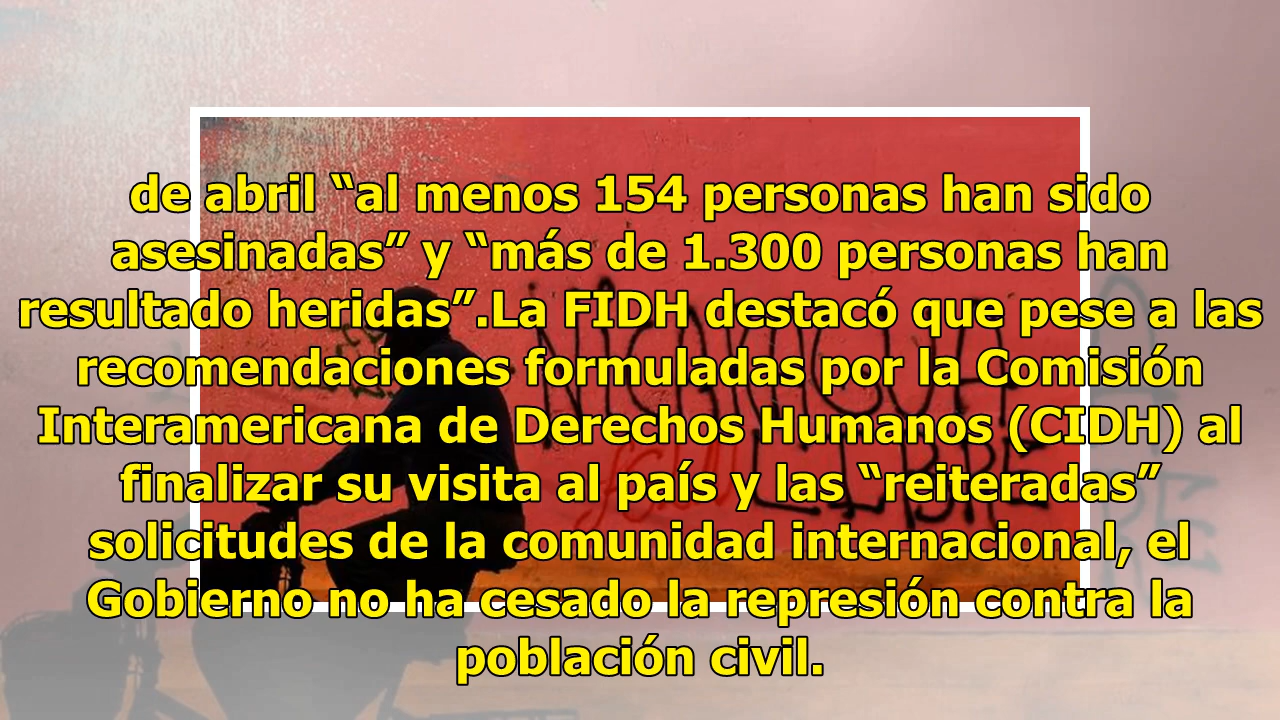 de abril “al menos 154 personas han sido
asesinadas” y “más de 1.300 personas han
resultado heridas”.La FIDH destacó que pese a las
recomendaciones formuladas por la Comisión
Interamericana de Derechos Humanos (CIDH) al
finalizar su visita al país y las “reiteradas”
solicitudes de la comunidad internacional, el
Gobierno no ha cesado la represión contra la
población civil.
NICARAGUA
LIBRE